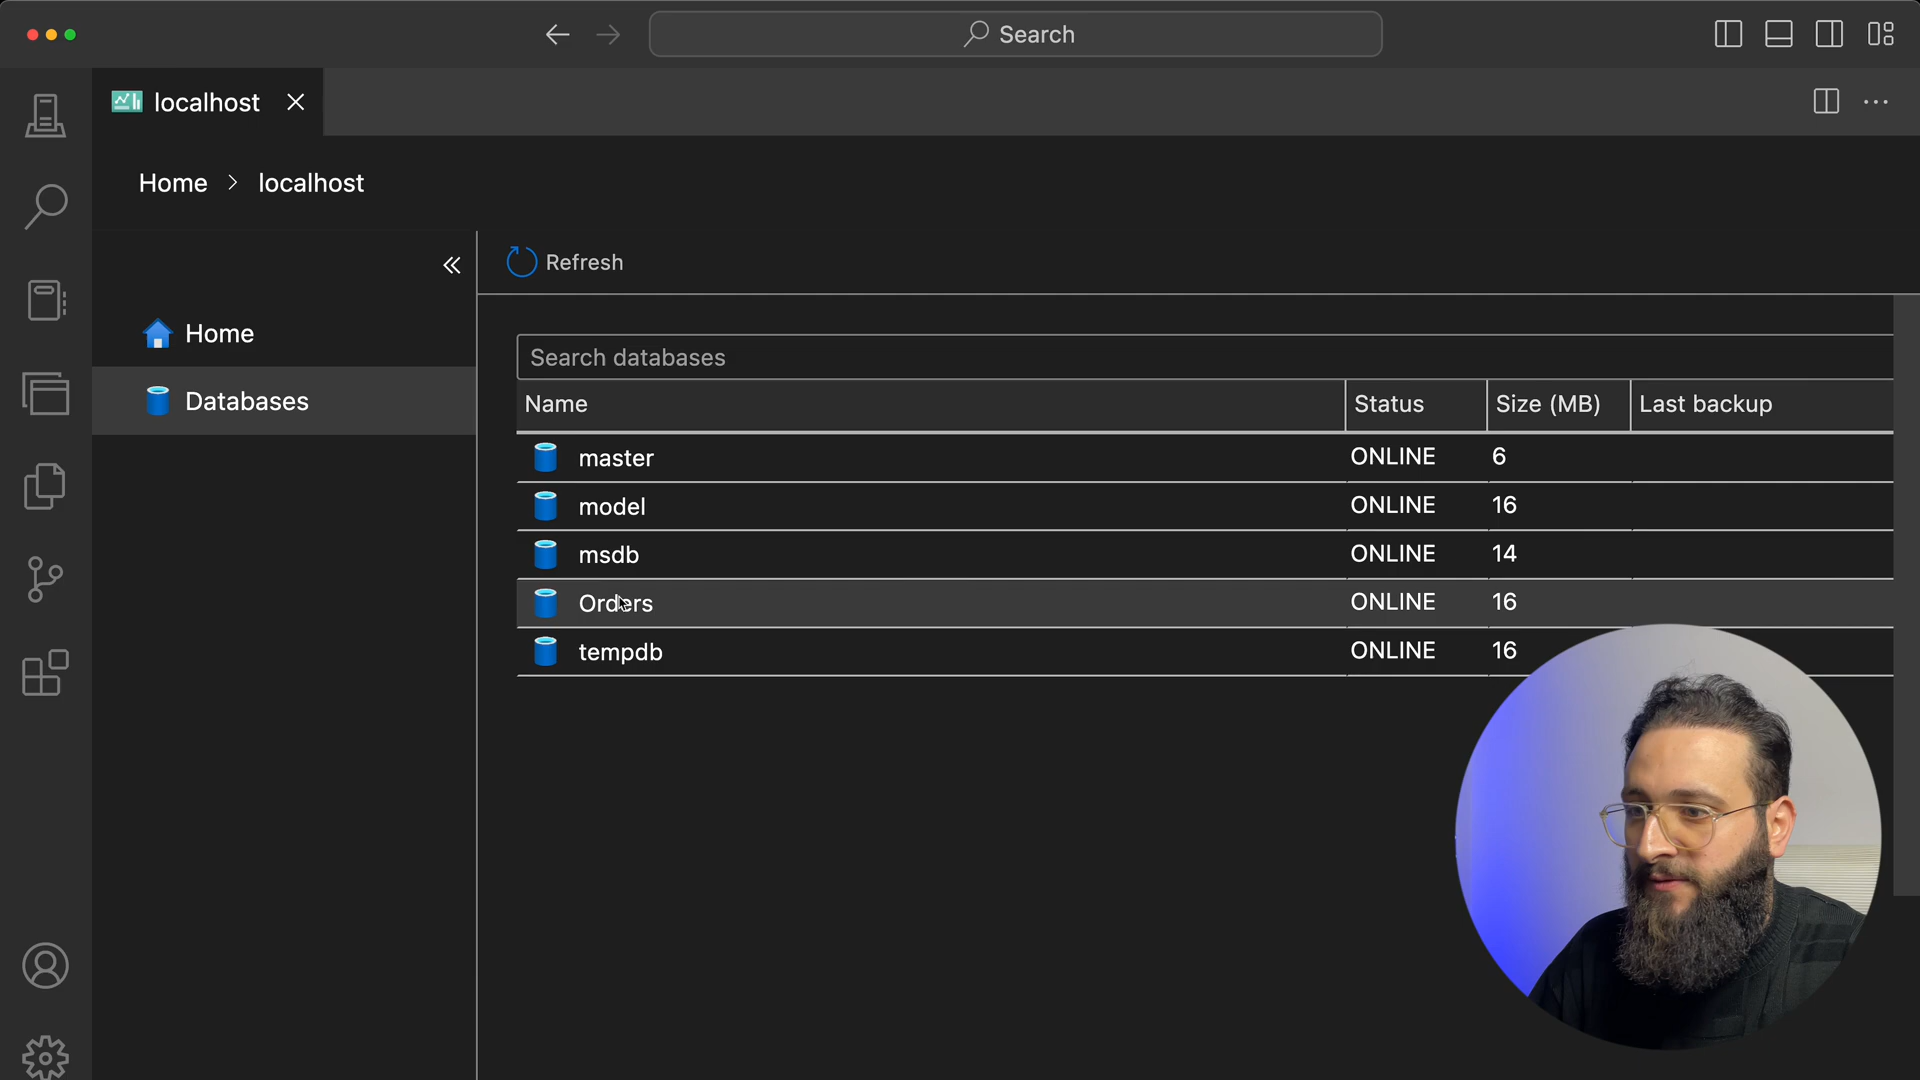 Search
localhost
Home > localhost
Refresh
Home
Databases
Search databases
Name Status Size (MB) Last backup
master ONLINE 6
model ONLINE 16
msdb ONLINE 14
Orders ONLINE 16
tempdb ONLINE 16